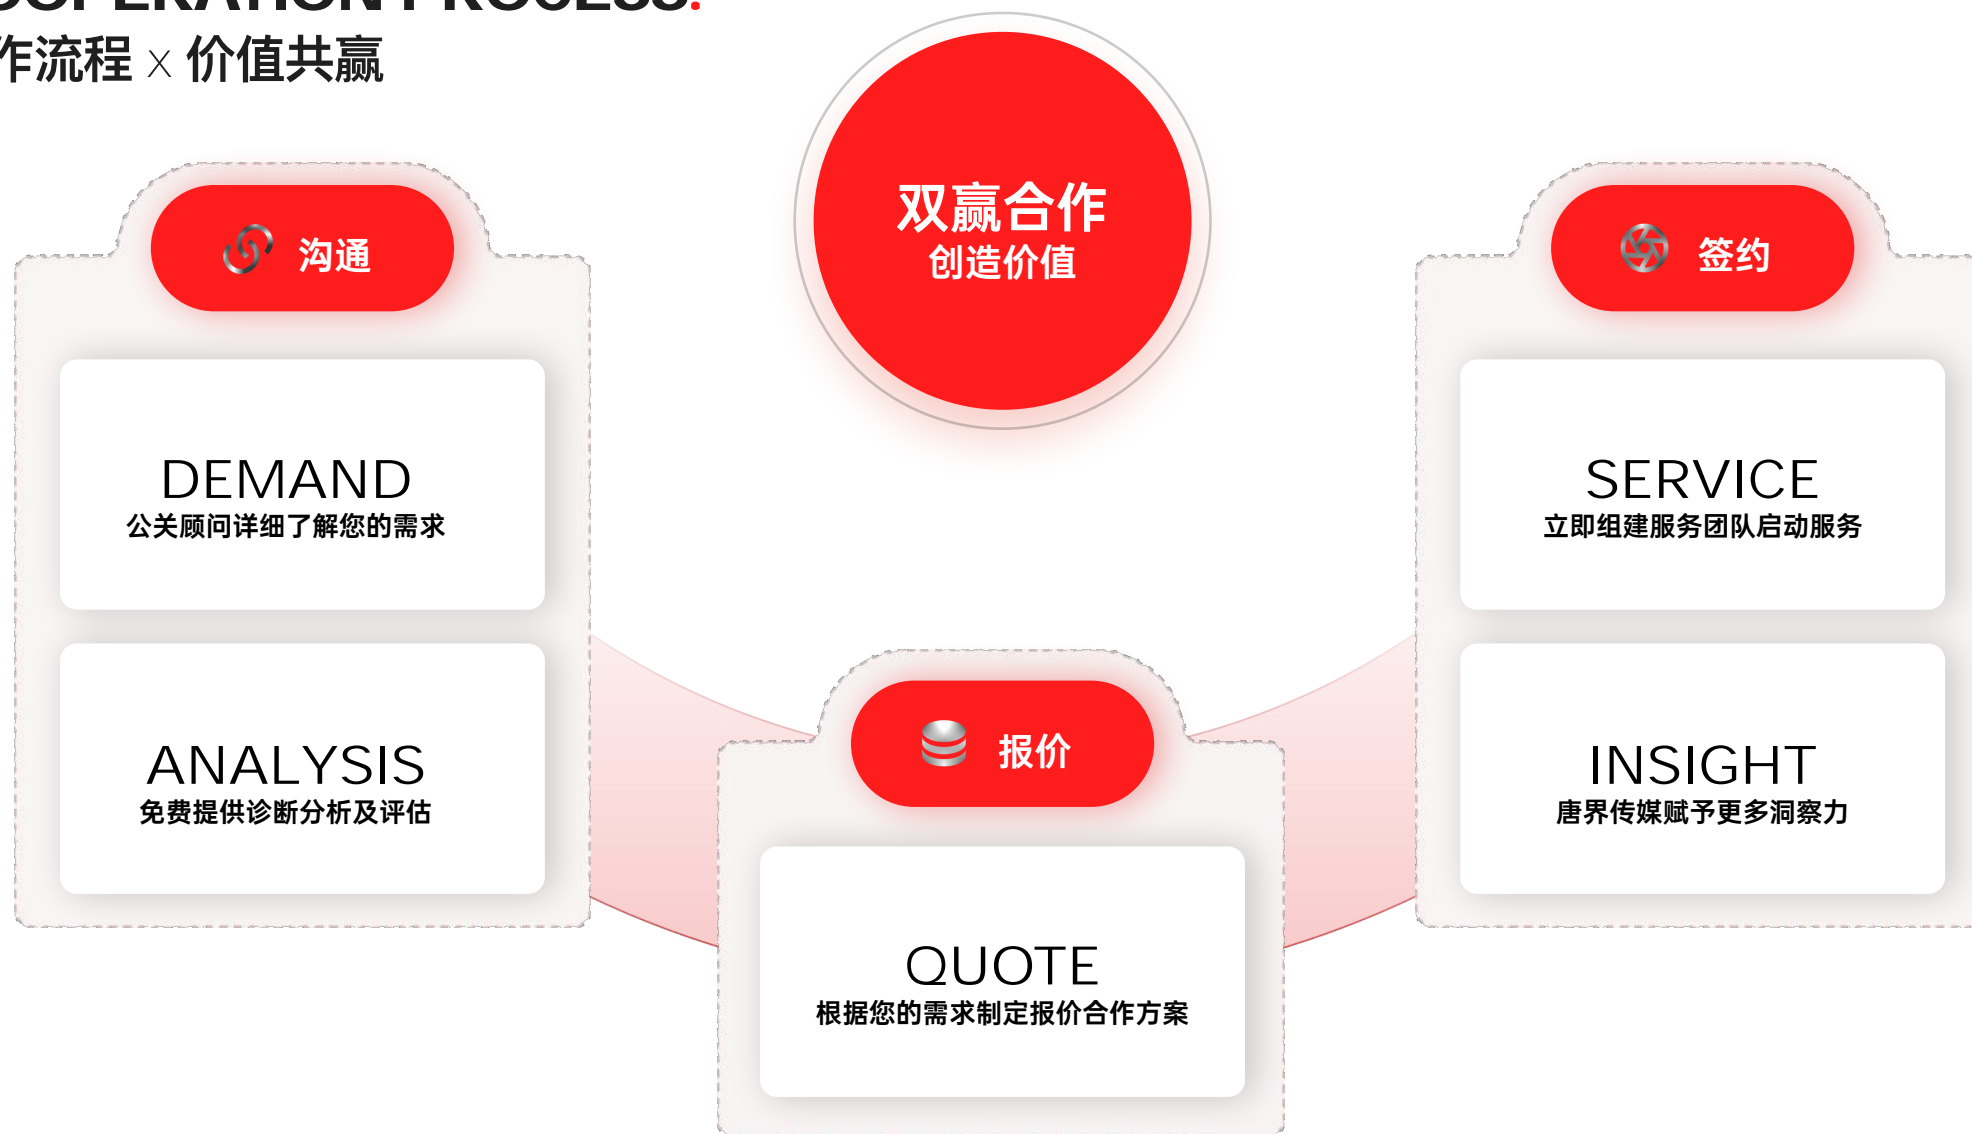 OOPERATION PROCESS.
作流程 x 价值共赢
双赢合作
创造价值
沟通
DEMAND
公关顾问详细了解您的需求
ANALYSIS
免费提供诊断分析及评估
报价
QUOTE
根据您的需求制定报价合作方案
签约
SERVICE
立即组建服务团队启动服务
INSIGHT
唐界传媒赋予更多洞察力